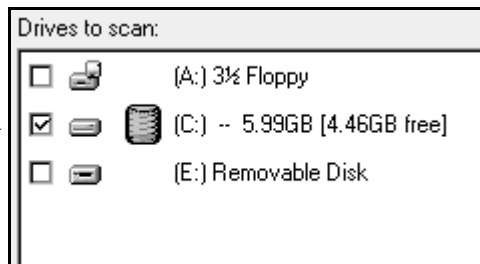 Drives to scan:
(A:) 3½ Floppy
(C:) -- 5.99GB [4.46GB free]
(E:) Removable Disk